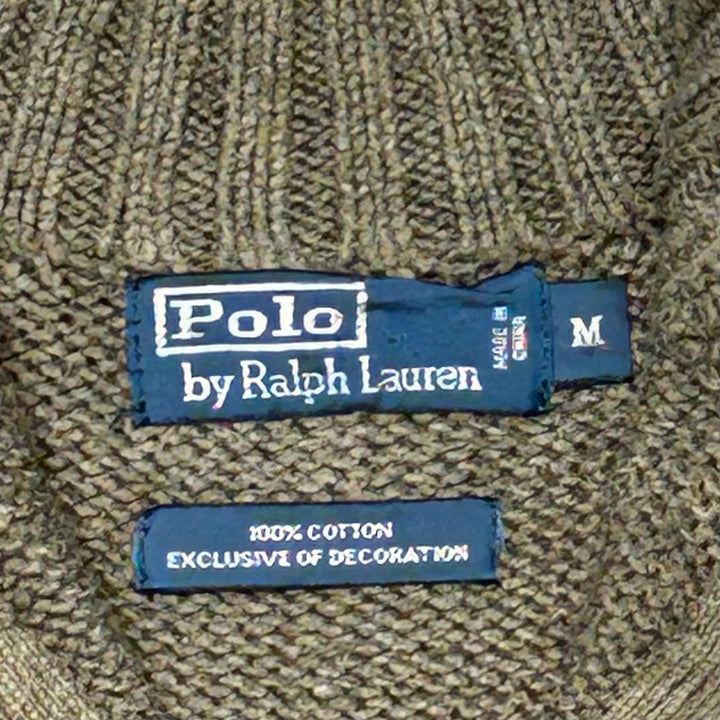 Polo
by Ralph Lauren
MADE IN
CHINA
M
100% COTTON
EXCLUSIVE OF DECORATION